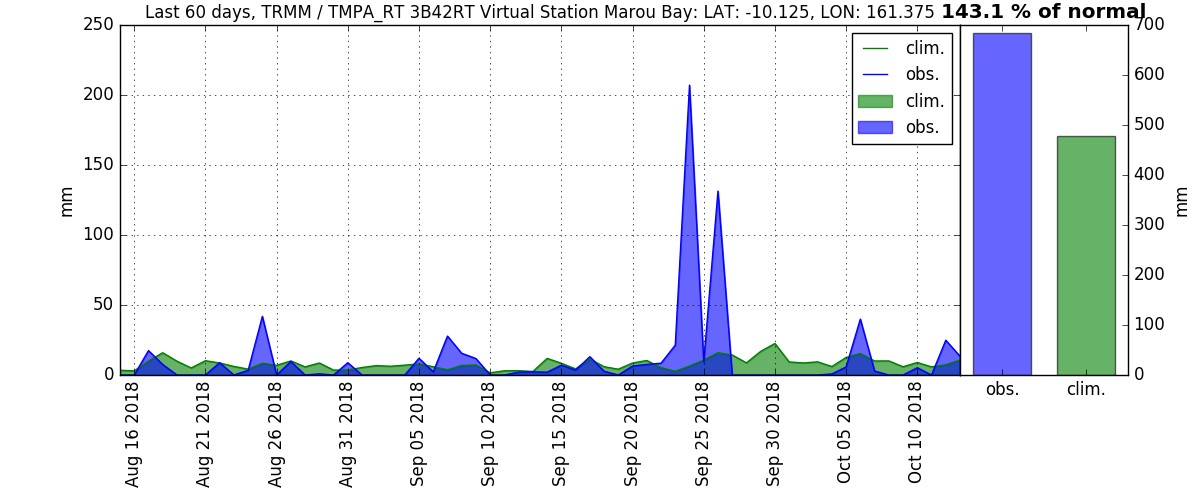 Last 60 days, TRMM / TMPA_RT 3B42RT Virtual Station Marou Bay: LAT: -10.125, LON: 161.375 143.1 % of normal
250
200
150
100
50
0
mm
clim.
obs.
clim.
obs.
Aug 16 2018
Aug 21 2018
Aug 26 2018
Aug 31 2018
Sep 05 2018
Sep 10 2018
Sep 15 2018
Sep 20 2018
Sep 25 2018
Sep 30 2018
Oct 05 2018
Oct 10 2018
700
600
500
400
300
200
100
0
mm
obs.
clim.